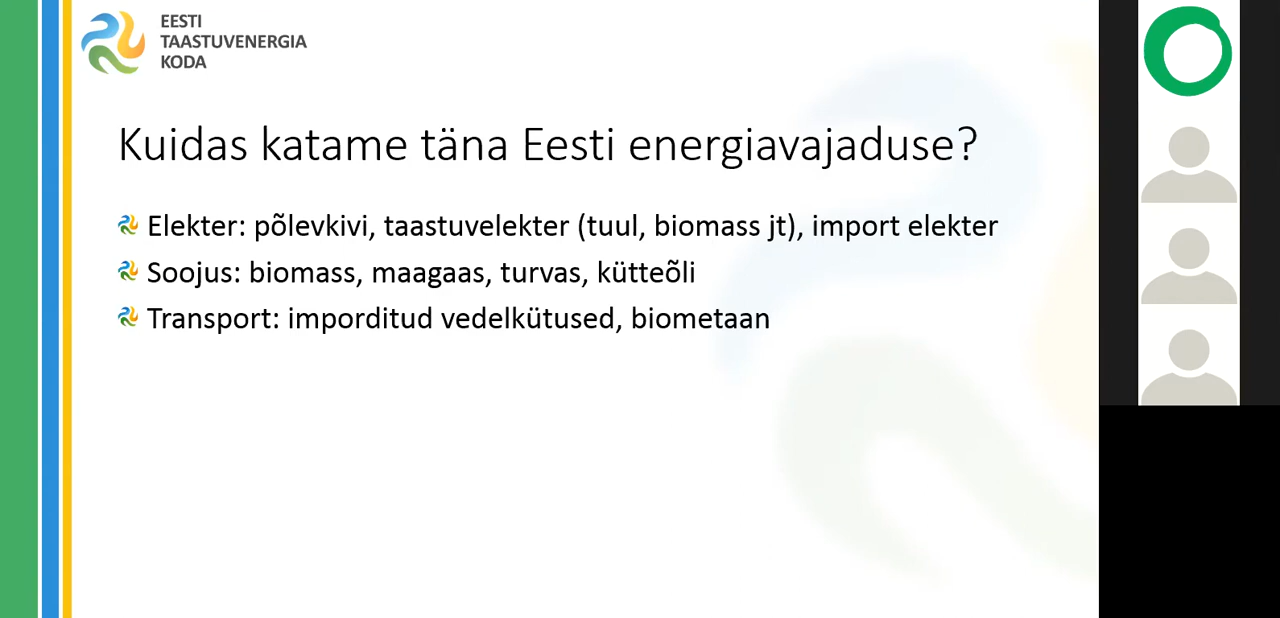 EESTI
TAASTUVENERGIA
KODA
Kuidas katame täna Eesti energiavajaduse?
Elekter: põlevkivi, taastuvelekter (tuul, biomass jt), import elekter
Soojus: biomass, maagaas, turvas, kütteõli
Transport: imporditud vedelkütused, biometaan